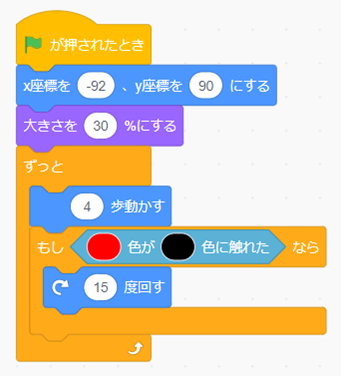 が押されたとき
x座標を -92 、y座標を 90 にする
大きさを 30 %にする
ずっと
4 歩動かす
もし 色が 色に触れた なら
15 度回す